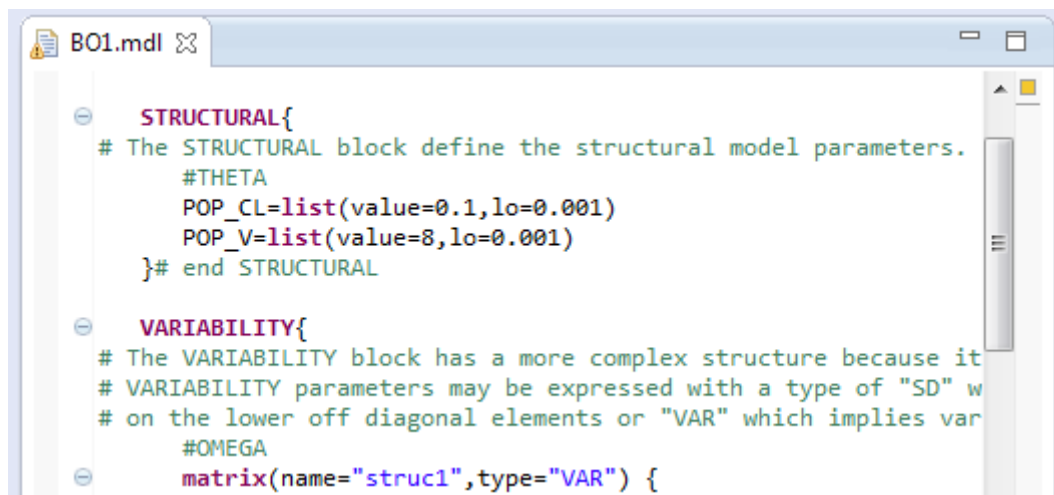 BO1.mdl
STRUCTURAL{
# The STRUCTURAL block define the structural model parameters.
#THETA
POP_CL=list(value=0.1,lo=0.001)
POP_V=list(value=8,lo=0.001)
}# end STRUCTURAL
VARIABILITY{
# The VARIABILITY block has a more complex structure because it
# VARIABILITY parameters may be expressed with a type of "SD" w
# on the lower off diagonal elements or "VAR" which implies var
#OMEGA
matrix(name="struc1",type="VAR") {